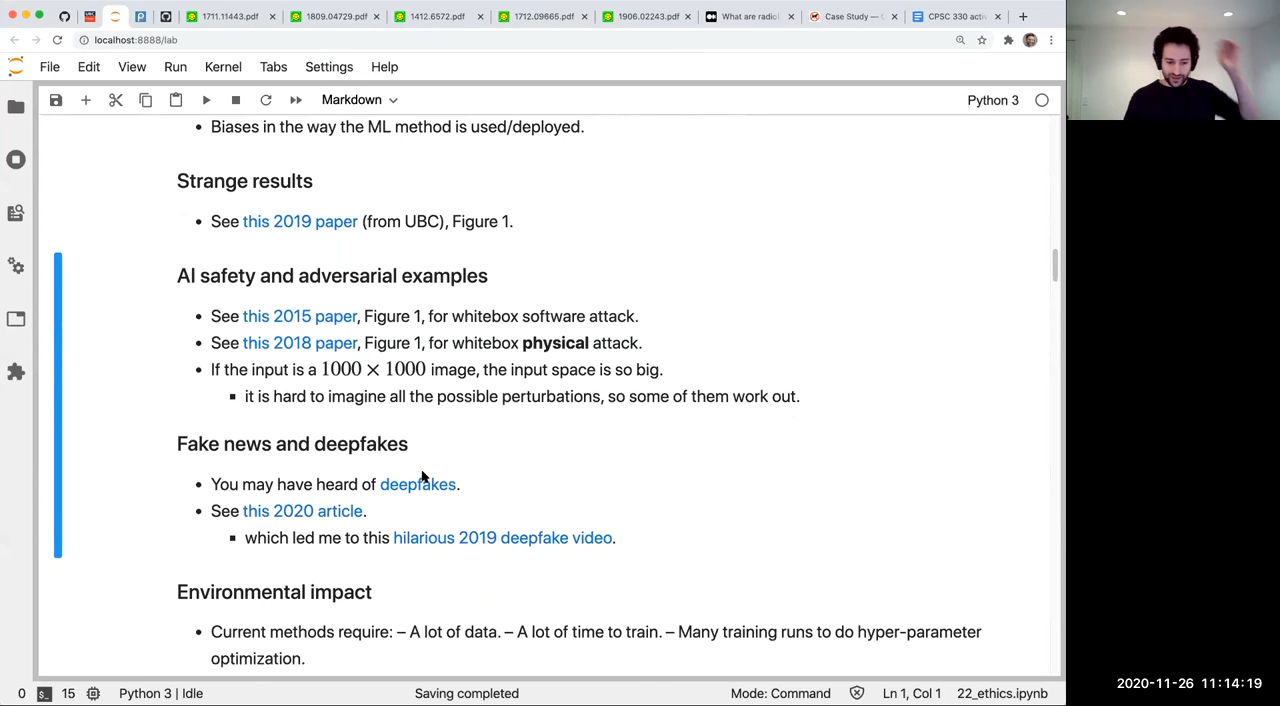 1711.11443.pdf
1809.04729.pdf
1412.6572.pdf
1712.09665.pdf
1906.02243.pdf
What are radio
Case Study —
CPSC 330 acti
localhost:8888/lab
File Edit View Run Kernel Tabs Settings Help
Markdown
Python 3
• Biases in the way the ML method is used/deployed.
Strange results
• See this 2019 paper (from UBC), Figure 1.
AI safety and adversarial examples
• See this 2015 paper, Figure 1, for whitebox software attack.
• See this 2018 paper, Figure 1, for whitebox physical attack.
• If the input is a 1000 × 1000 image, the input space is so big.
▪ it is hard to imagine all the possible perturbations, so some of them work out.
Fake news and deepfakes
• You may have heard of deepfakes.
• See this 2020 article.
▪ which led me to this hilarious 2019 deepfake video.
Environmental impact
• Current methods require: – A lot of data. – A lot of time to train. – Many training runs to do hyper-parameter
optimization.
0 15 Python 3 | Idle Saving completed Mode: Command Ln 1, Col 1 22_ethics.ipynb
2020-11-26 11:14:19